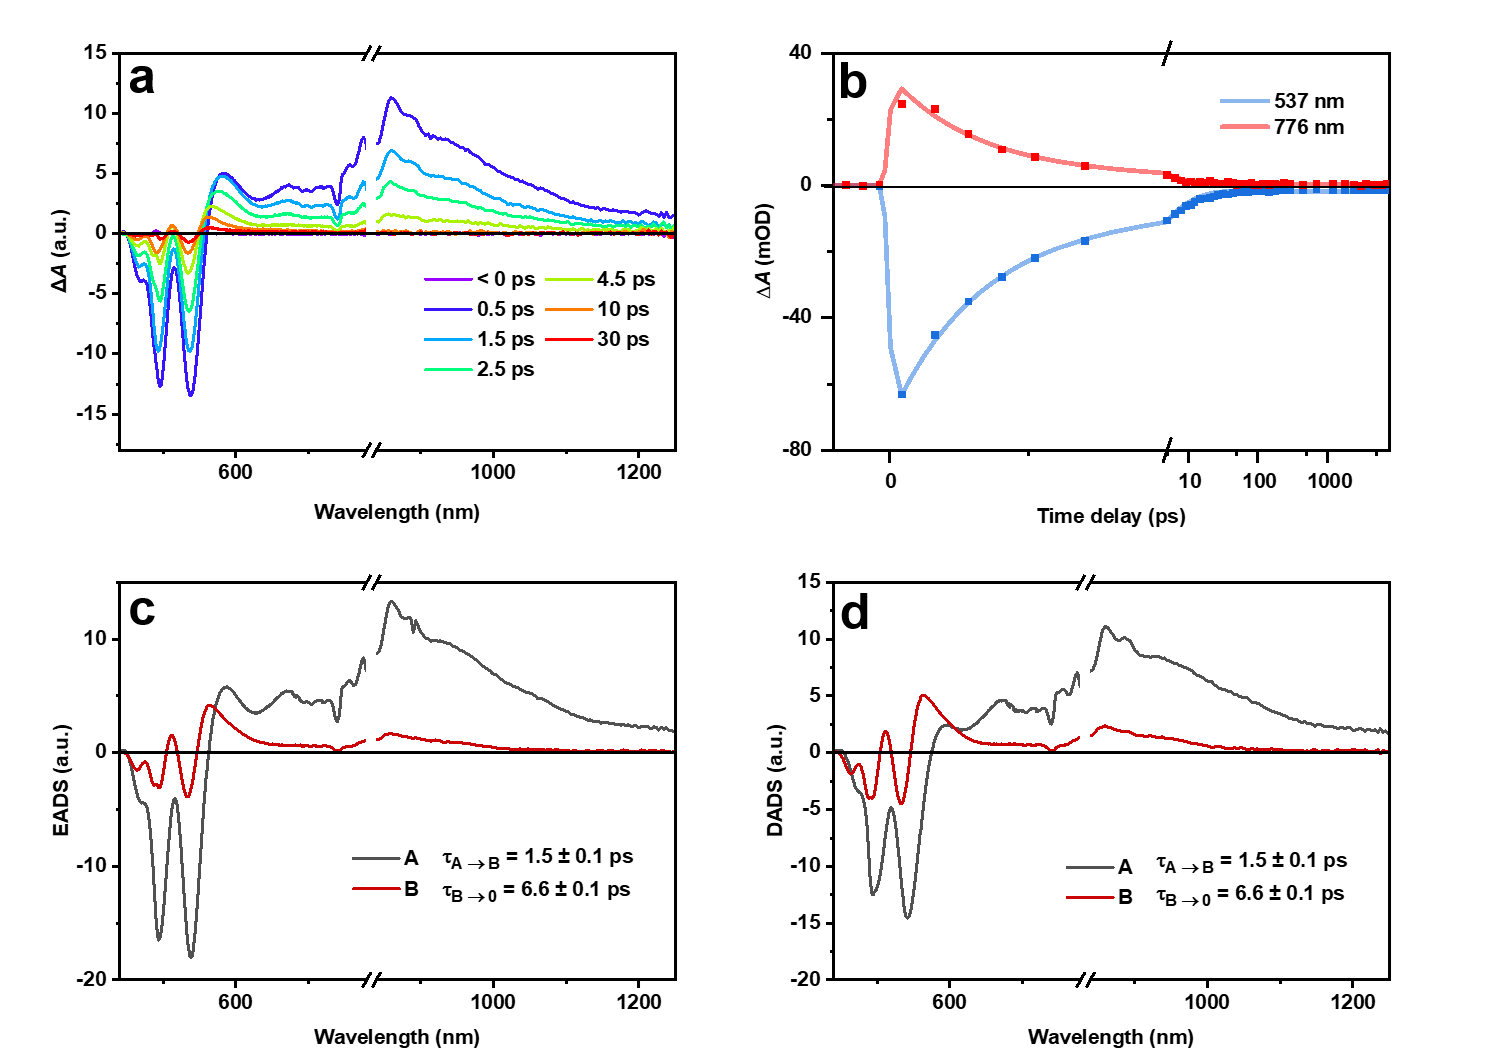 a
15
10
5
0
-5
-10
-15
ΔA (a.u.)
< 0 ps
0.5 ps
1.5 ps
2.5 ps
4.5 ps
10 ps
30 ps
600
1000
1200
Wavelength (nm)
b
40
0
-40
-80
ΔA (mOD)
537 nm
776 nm
0
10
100
1000
Time delay (ps)
c
10
0
-10
-20
EADS (a.u.)
A τA→B = 1.5 ± 0.1 ps
B τB→0 = 6.6 ± 0.1 ps
600
1000
1200
Wavelength (nm)
d
15
10
5
0
-5
-10
-15
-20
DADS (a.u.)
A τA→B = 1.5 ± 0.1 ps
B τB→0 = 6.6 ± 0.1 ps
600
1000
1200
Wavelength (nm)